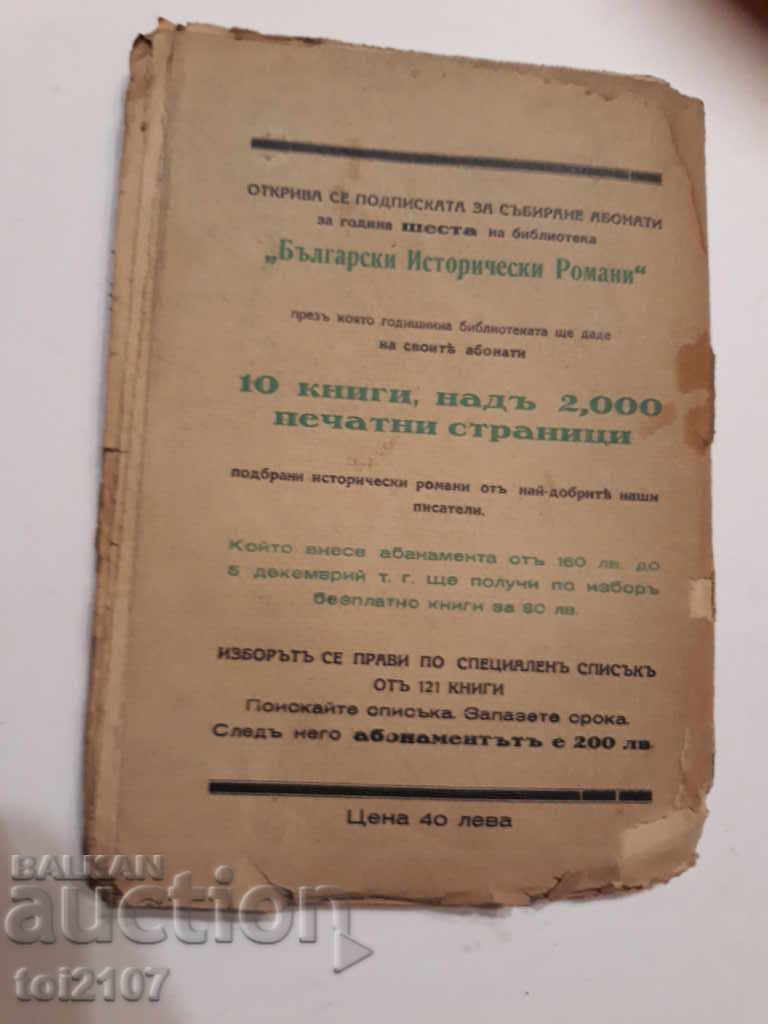 ОТКРИВА СЕ ПОДПИСКАТА ЗА СЪБИРАНЕ АБОНАТИ
за година шеста на библиотека
„Български Исторически Романи“
презъ която годишнина библиотеката ще даде
на своитѣ абонати
10 книги, надъ 2,000
печатни страници
подбрани исторически романи отъ най-добритѣ наши
писатели.
Който внесе абанамента отъ 160 лв. до
5 декемврий т. г. ще получи по изборъ
безплатно книги за 80 лв.
ИЗБОРЪТЪ СЕ ПРАВИ ПО СПЕЦИАЛЕНЪ СПИСЪКЪ
ОТЪ 121 КНИГИ
Поискайте списъка. Запазете срока.
Следъ него абонаментътъ е 200 лв.
Цена 40 лева
BALKAN
auction
toi2107